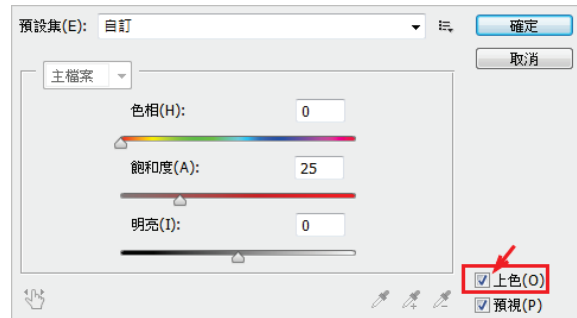 預設集(E): 自訂
確定
取消
主檔案
色相(H): 0
飽和度(A): 25
明亮(I): 0
上色(O)
預視(P)